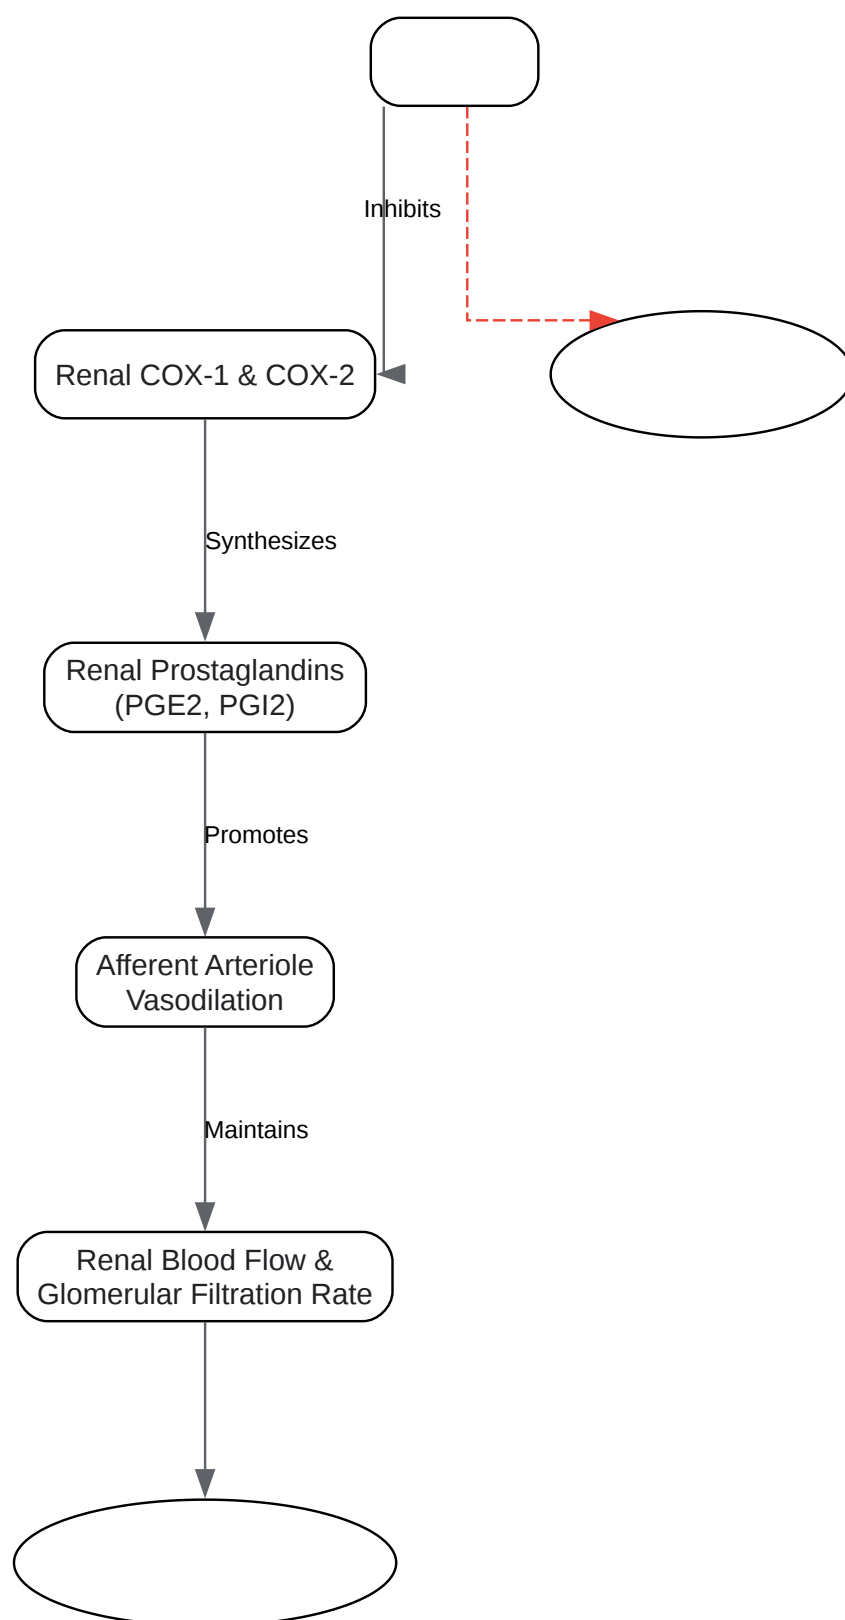 Inhibits
Renal COX-1 & COX-2
Synthesizes
Renal Prostaglandins
(PGE2, PGI2)
Promotes
Afferent Arteriole
Vasodilation
Maintains
Renal Blood Flow &
Glomerular Filtration Rate